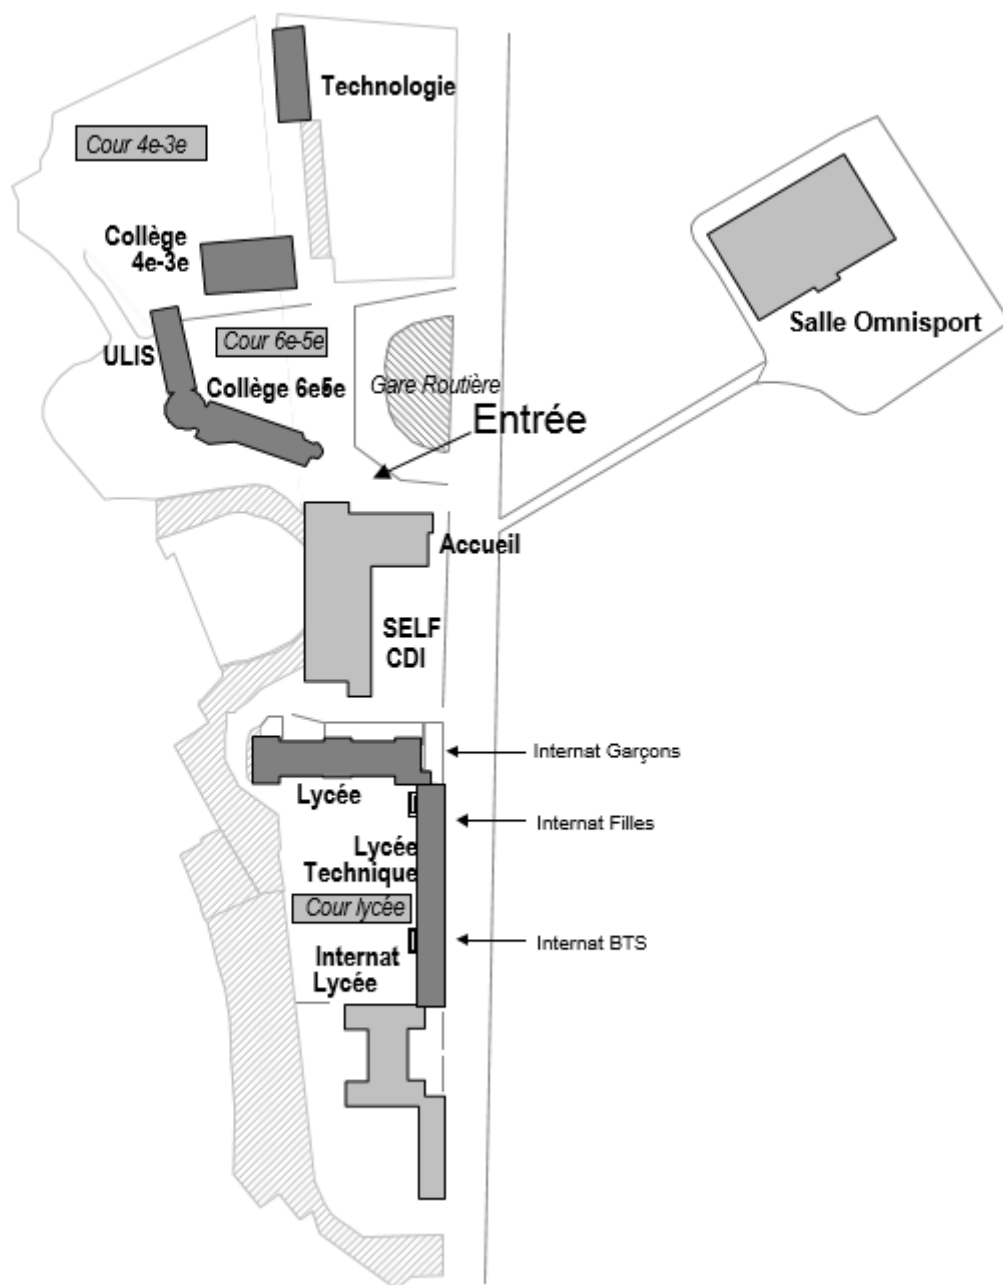 Technologie
Cour 4e-3e
Collège
4e-3e
Salle Omnisport
Cour 6e-5e
ULIS
Collège 6e5e
Gare Routière
Entrée
Accueil
SELF
CDI
Internat Garçons
Lycée
Internat Filles
Lycée
Technique
Cour lycée
Internat BTS
Internat
Lycée